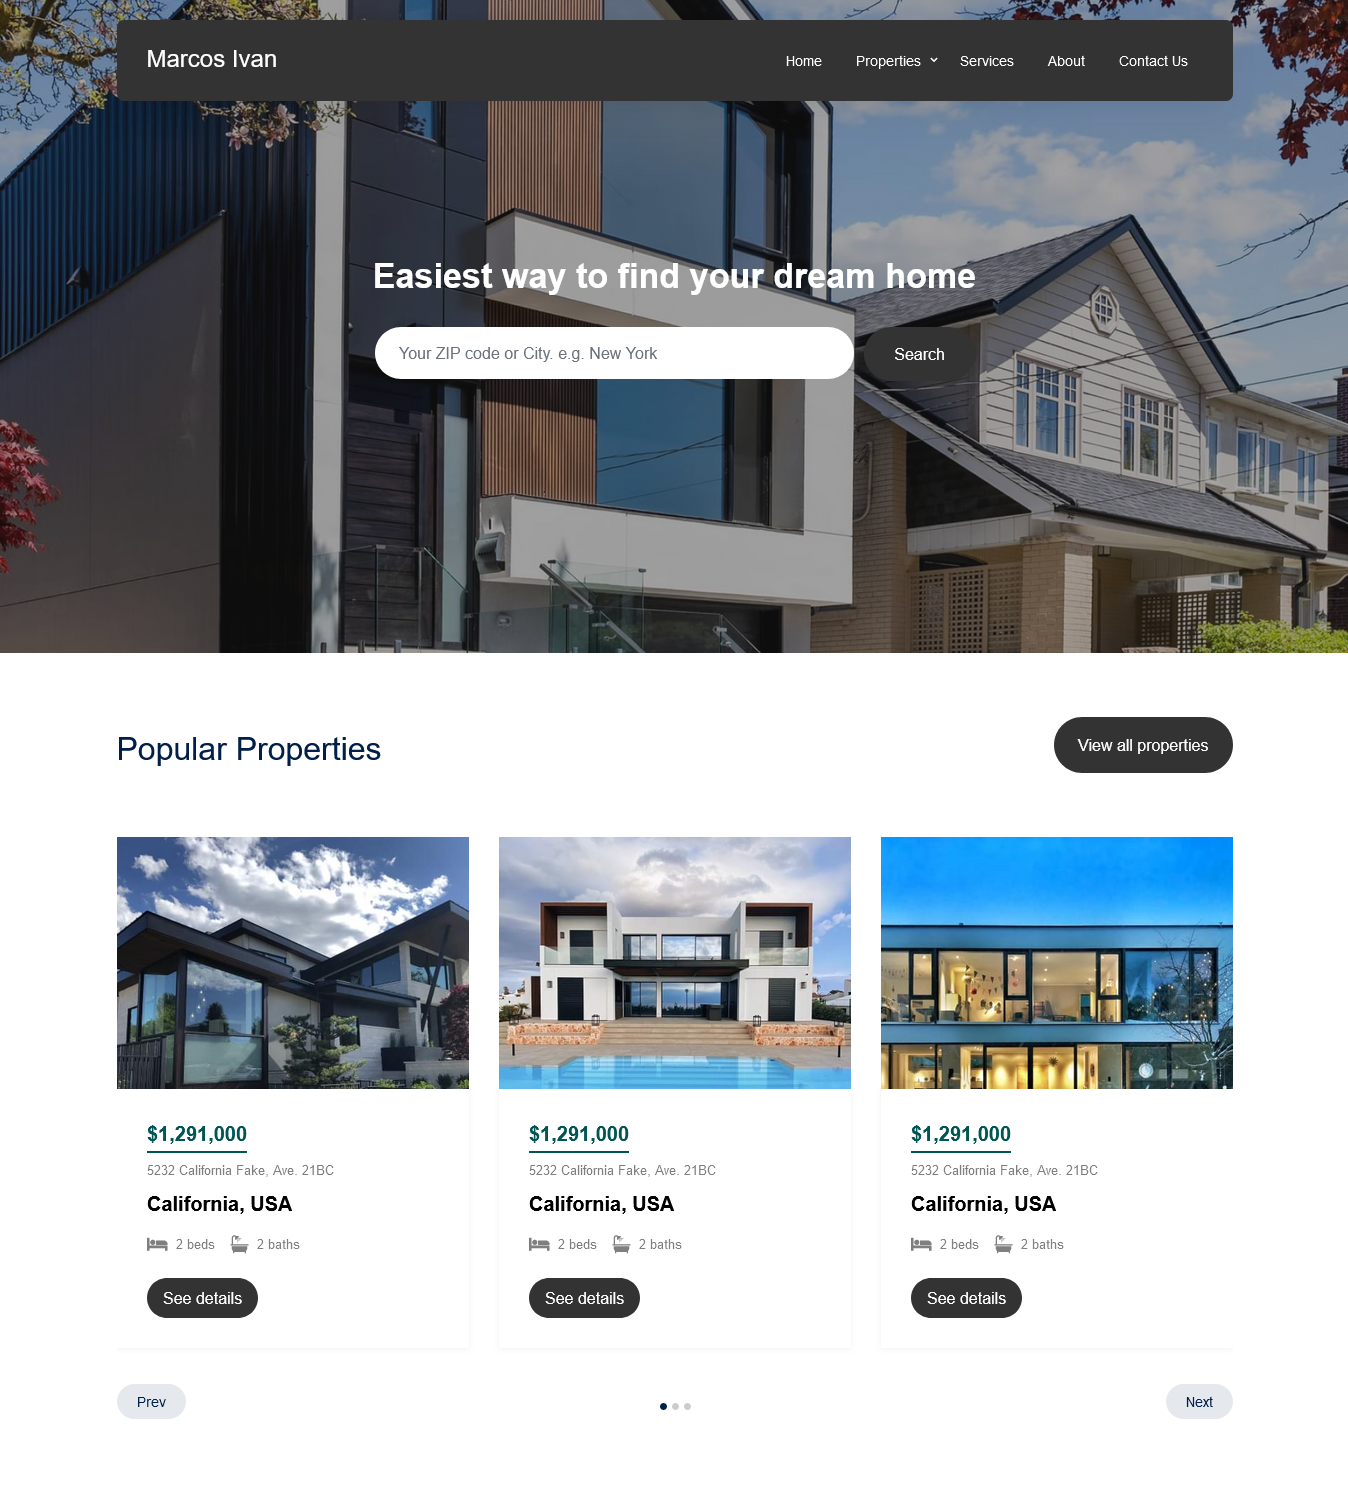 Marcos Ivan
Home Properties Services About Contact Us
Easiest way to find your dream home
Your ZIP code or City. e.g. New York
Search
Popular Properties
View all properties
$1,291,000
5232 California Fake, Ave. 21BC
California, USA
2 beds 2 baths
See details
$1,291,000
5232 California Fake, Ave. 21BC
California, USA
2 beds 2 baths
See details
$1,291,000
5232 California Fake, Ave. 21BC
California, USA
2 beds 2 baths
See details
Prev
Next